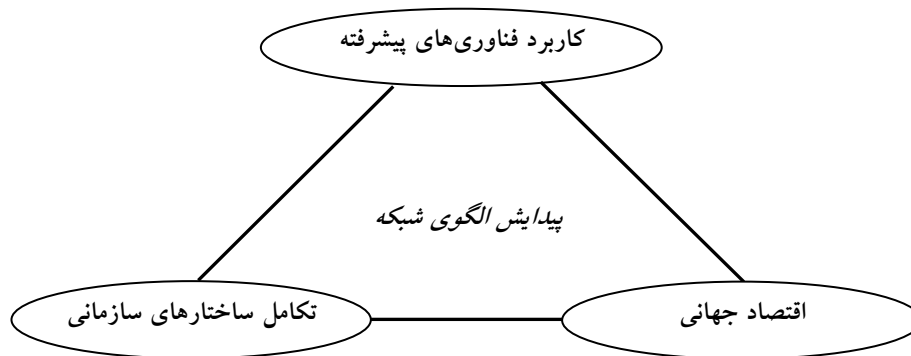 کاربرد فناوری‌های پیشرفته
پیدایش الگوی شبکه
اقتصاد جهانی
تکامل ساختارهای سازمانی